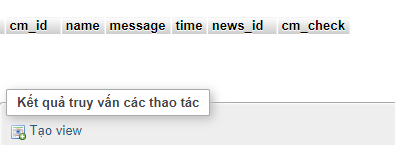 cm_id name message time news_id cm_check
Kết quả truy vấn các thao tác
Tạo view